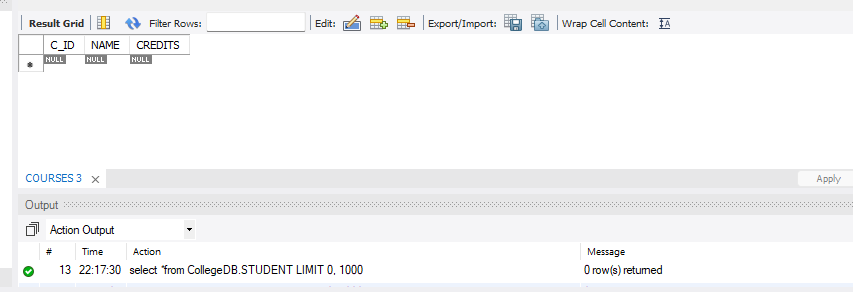 Result Grid Filter Rows: Edit: Export/Import: Wrap Cell Content: IA
C_ID NAME CREDITS
NULL NULL NULL
COURSES 3 ×
Apply
Output
Action Output
# Time Action Message
13 22:17:30 select *from CollegeDB.STUDENT LIMIT 0, 1000 0 row(s) returned